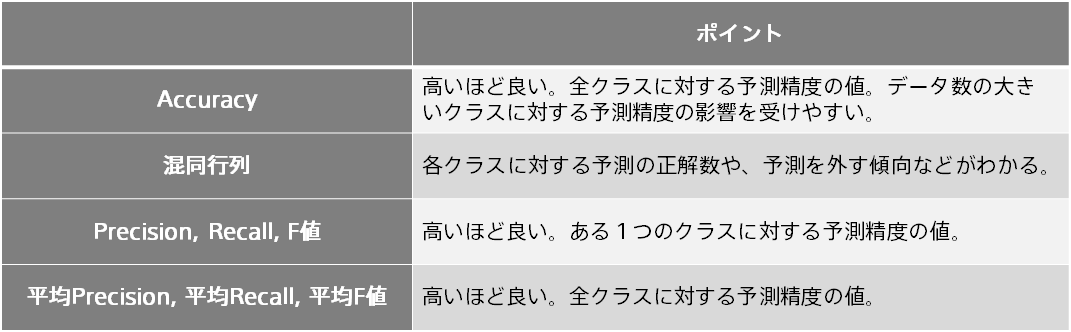 ポイント
Accuracy
高いほど良い。全クラスに対する予測精度の値。データ数の大き
いクラスに対する予測精度の影響を受けやすい。
混同行列
各クラスに対する予測の正解数や、予測を外す傾向などがわかる。
Precision, Recall, F値
高いほど良い。ある１つのクラスに対する予測精度の値。
平均Precision, 平均Recall, 平均F値
高いほど良い。全クラスに対する予測精度の値。